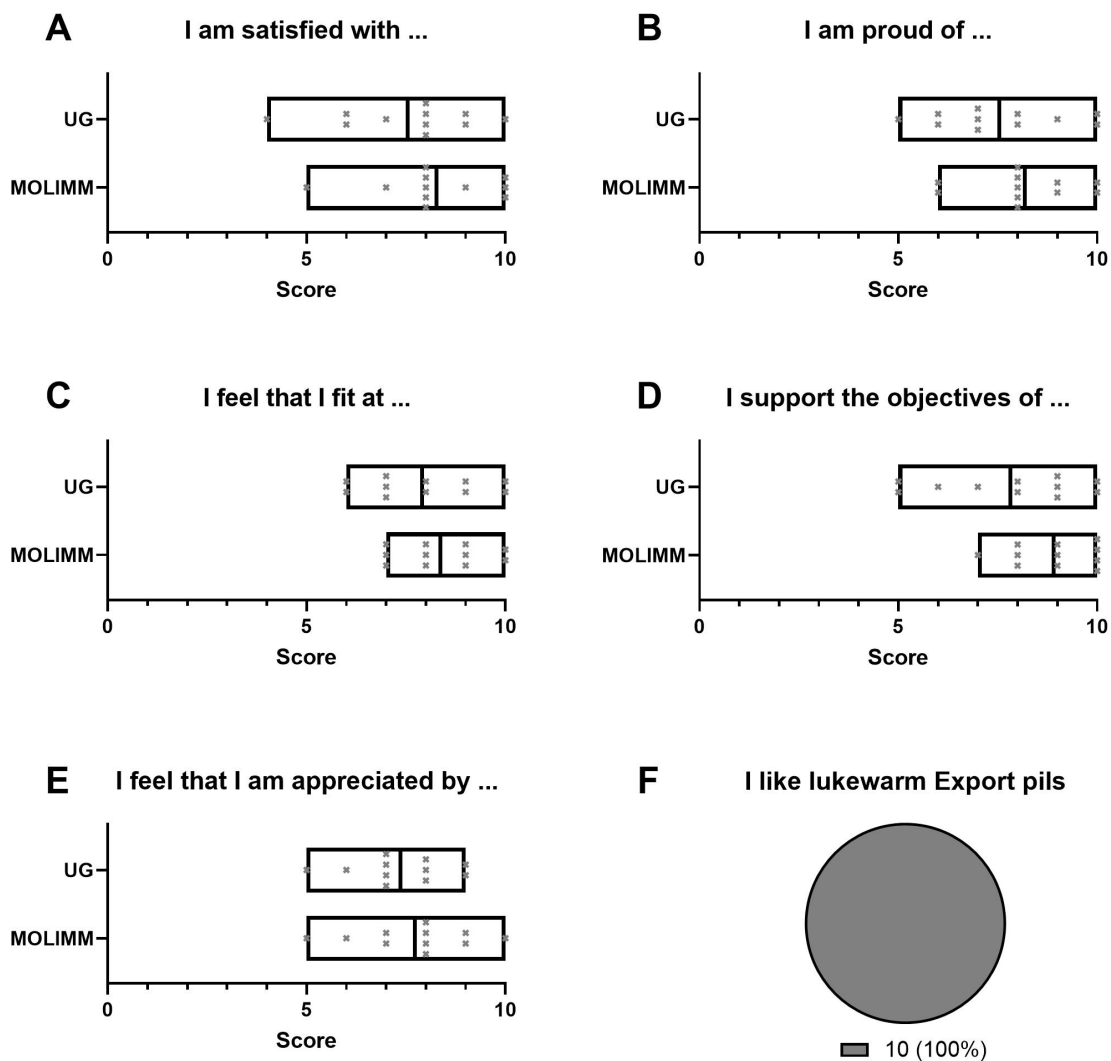 A
I am satisfied with ...
UG
MOLIMM
0
5
10
Score
B
I am proud of ...
0
5
10
Score
C
I feel that I fit at ...
UG
MOLIMM
0
5
10
Score
D
I support the objectives of ...
UG
MOLIMM
0
5
10
Score
E
I feel that I am appreciated by ...
UG
MOLIMM
0
5
10
Score
F
I like lukewarm Export pils
10 (100%)